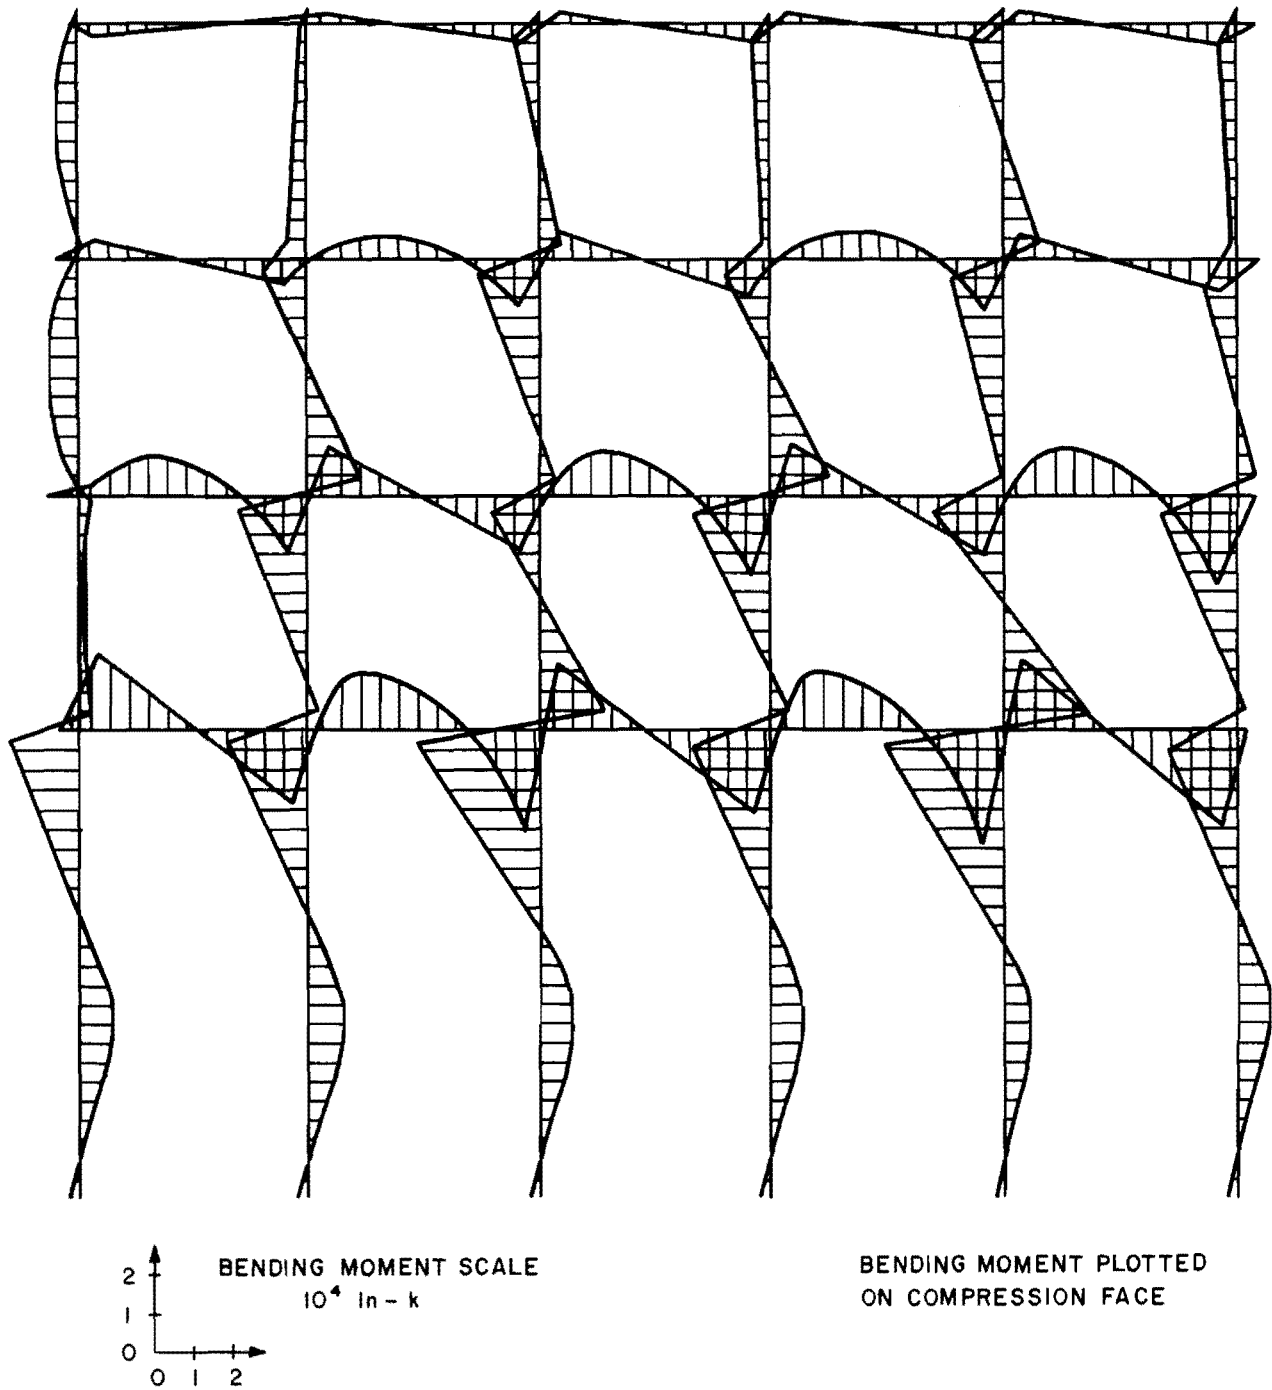 BENDING MOMENT SCALE
10⁴ In - k
2
1
0
0 1 2
BENDING MOMENT PLOTTED
ON COMPRESSION FACE